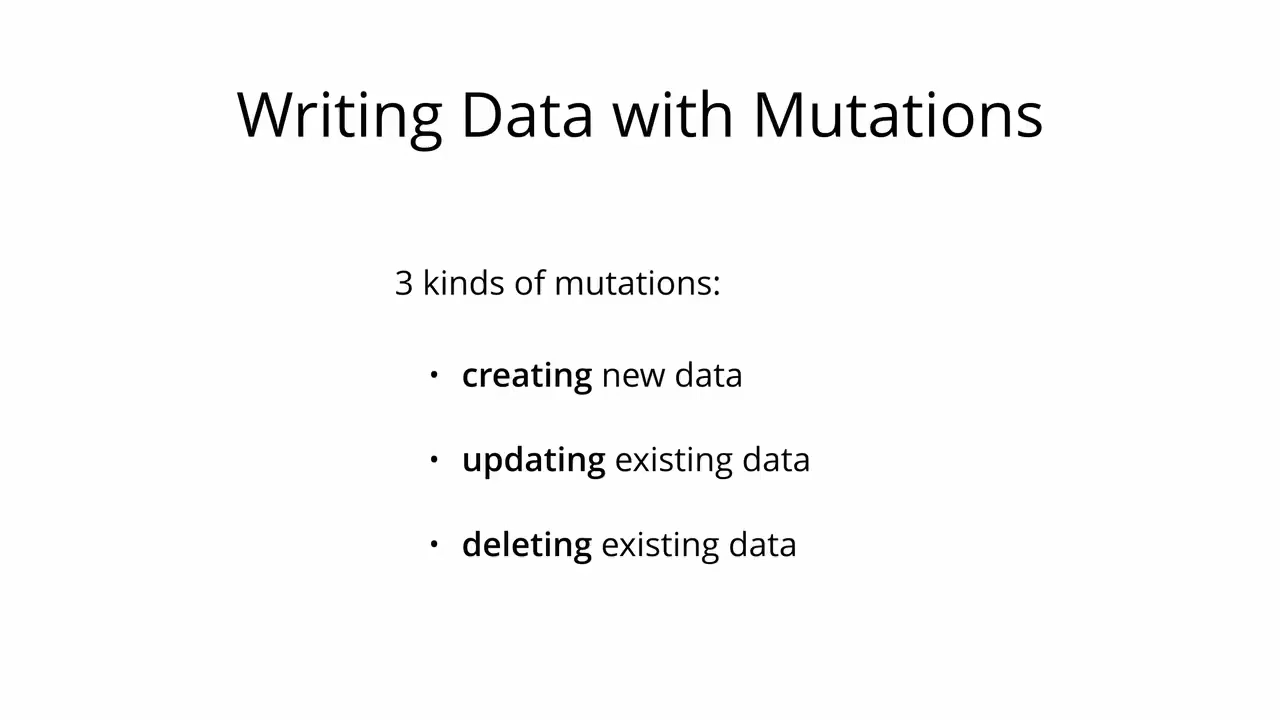 Writing Data with Mutations
3 kinds of mutations:
• creating new data
• updating existing data
• deleting existing data